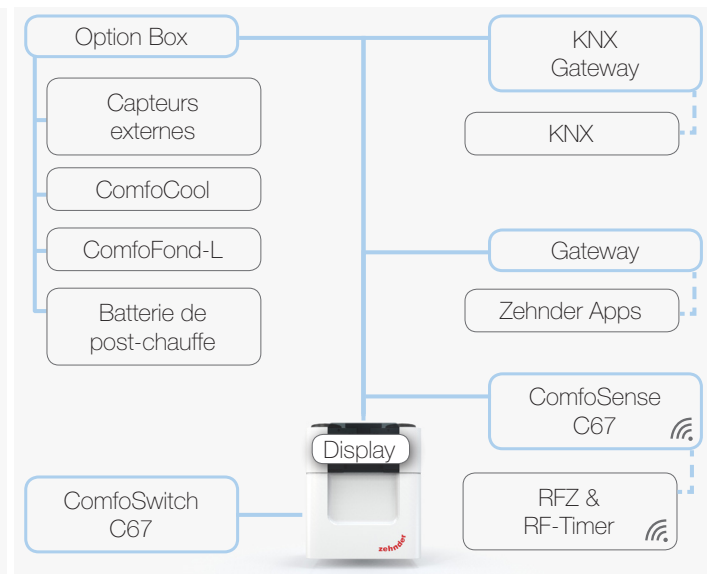 Option Box
Capteurs
externes
ComfoCool
ComfoFond-L
Batterie de
post-chauffe
KNX
Gateway
KNX
Gateway
Zehnder Apps
ComfoSense
C67
RFZ &
RF-Timer
Display
zehnder
ComfoSwitch
C67